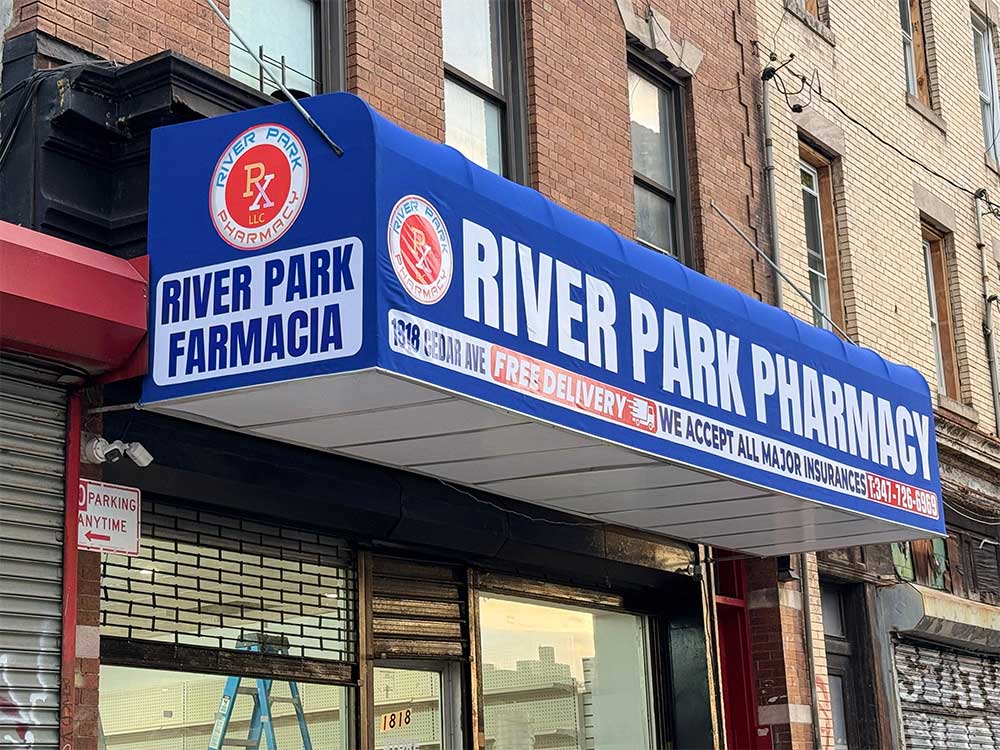 RIVER PARK
RX
LLC
PHARMACY
RIVER PARK
FARMACIA
RIVER PARK
RX
PHARMACY
RIVER PARK PHARMACY
1818 CEDAR AVE FREE DELIVERY WE ACCEPT ALL MAJOR INSURANCES T:347-726-6969
PARKING
ANYTIME
1818